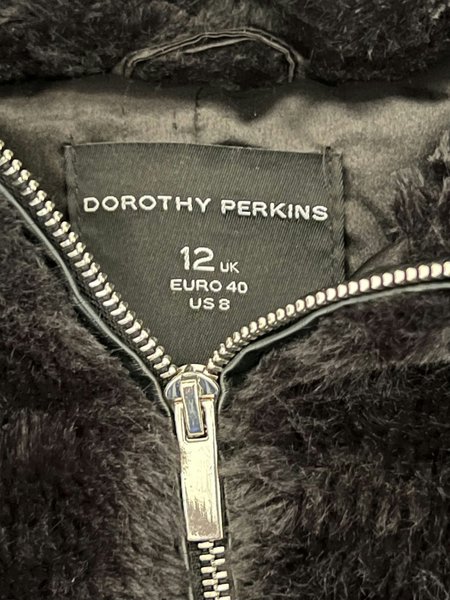 DOROTHY PERKINS
12 UK
EURO 40
US 8